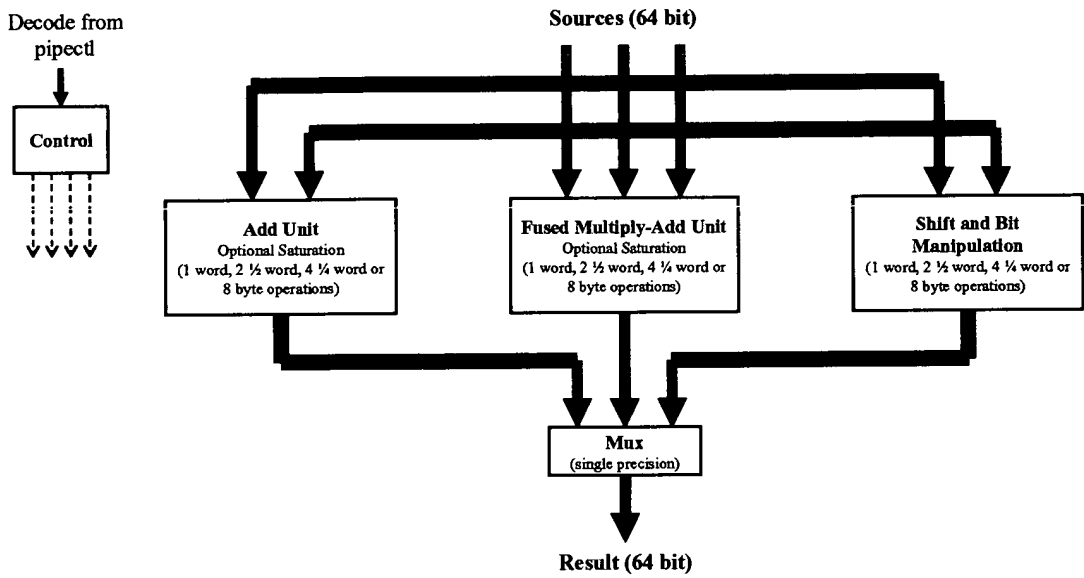 Decode from
pipectl
Control
Sources (64 bit)
Add Unit
Optional Saturation
(1 word, 2 ½ word, 4 ¼ word or
8 byte operations)
Fused Multiply-Add Unit
Optional Saturation
(1 word, 2 ½ word, 4 ¼ word or
8 byte operations)
Shift and Bit
Manipulation
(1 word, 2 ½ word, 4 ¼ word or
8 byte operations)
Mux
(single precision)
Result (64 bit)